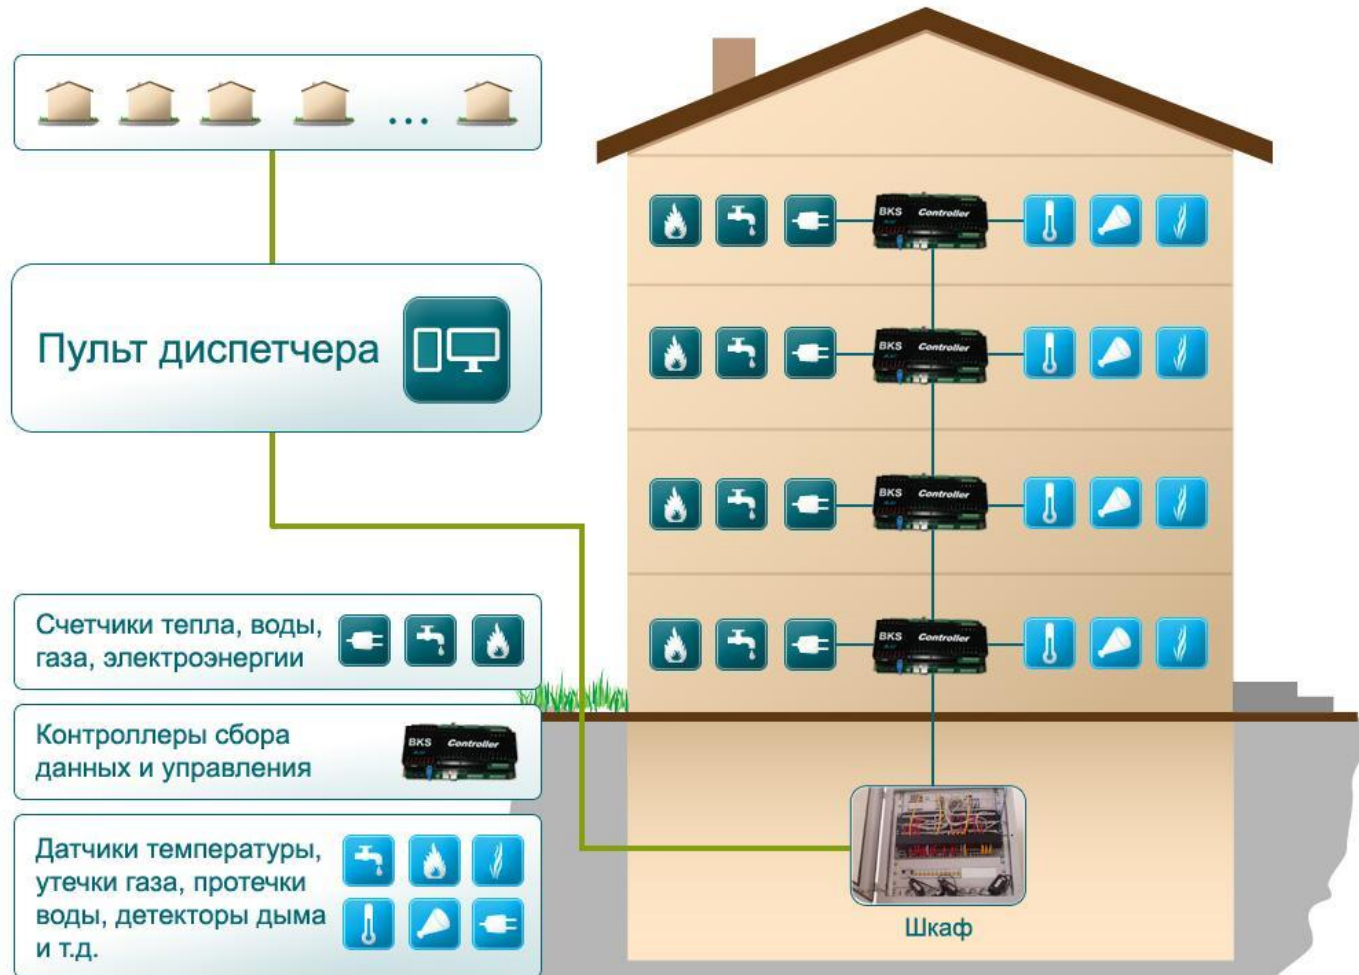 Пульт диспетчера
BKS Controller
BKS Controller
BKS Controller
BKS Controller
Счетчики тепла, воды,
газа, электроэнергии
Контроллеры сбора
данных и управления
BKS Controller
Датчики температуры,
утечки газа, протечки
воды, детекторы дыма
и т.д.
Шкаф